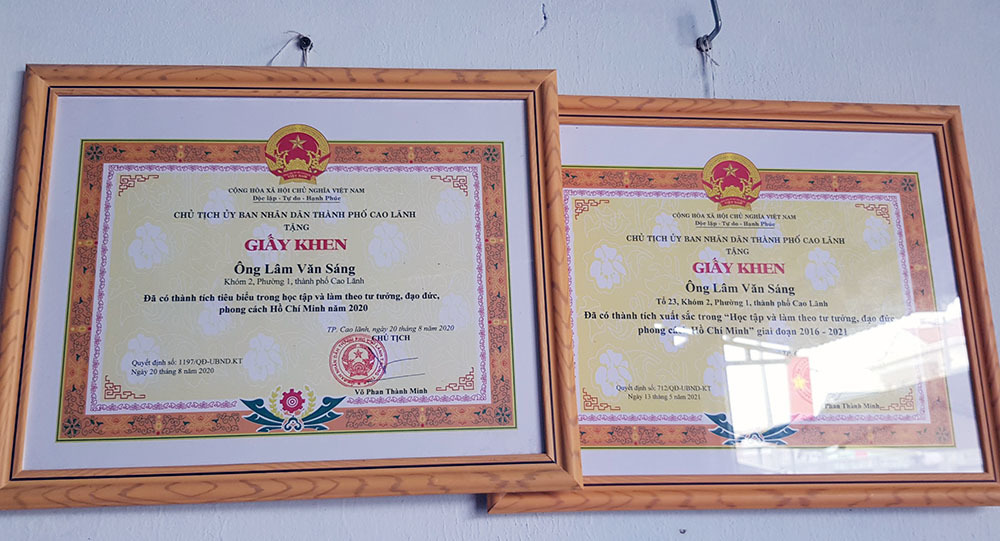 CỘNG HÒA XÃ HỘI CHỦ NGHĨA VIỆT NAM
Độc lập - Tự do - Hạnh Phúc
CHỦ TỊCH ỦY BAN NHÂN DÂN THÀNH PHỐ CAO LÃNH
TẶNG
GIẤY KHEN
Ông Lâm Văn Sáng
Khóm 2, Phường 1, thành phố Cao Lãnh
Đã có thành tích tiêu biểu trong học tập và làm theo tư tưởng, đạo đức,
phong cách Hồ Chí Minh năm 2020
TP. Cao lãnh, ngày 20 tháng 8 năm 2020
CHỦ TỊCH
Quyết định số: 1197/QĐ-UBND.KT
Ngày 20 tháng 8 năm 2020
Võ Phan Thành Minh
CỘNG HÒA XÃ HỘI CHỦ NGHĨA VIỆT NAM
Độc lập - Tự do - Hạnh Phúc
CHỦ TỊCH ỦY BAN NHÂN DÂN THÀNH PHỐ CAO LÃNH
TẶNG
GIẤY KHEN
Ông Lâm Văn Sáng
Tổ 23, Khóm 2, Phường 1, thành phố Cao Lãnh
Đã có thành tích xuất sắc trong “Học tập và làm theo tư tưởng, đạo đức,
phong cách Hồ Chí Minh” giai đoạn 2016 - 2021
Quyết định số: 712/QĐ-UBND-KT
Ngày 13 tháng 5 năm 2021
Phan Thành Minh